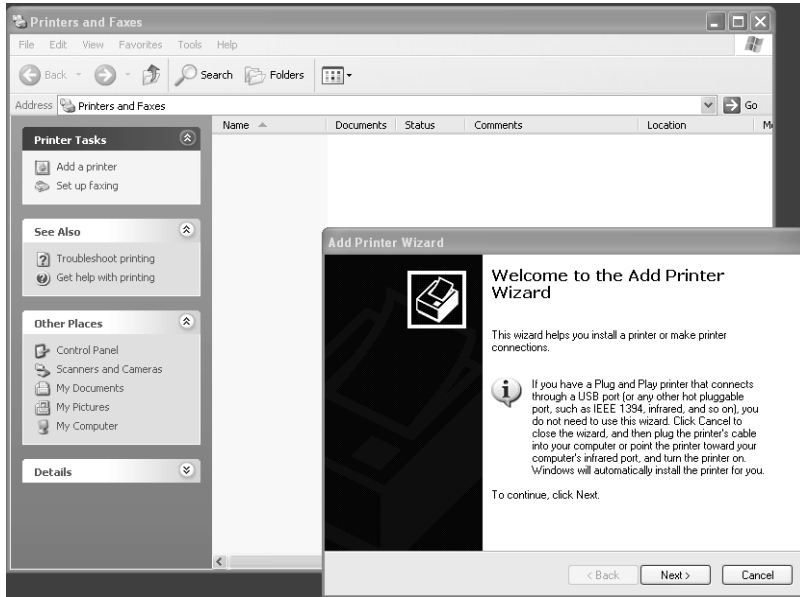 Printers and Faxes
File Edit View Favorites Tools Help
Back Search Folders
Address Printers and Faxes Go
Name Documents Status Comments Location Mo
Printer Tasks
Add a printer
Set up faxing
See Also
Troubleshoot printing
Get help with printing
Other Places
Control Panel
Scanners and Cameras
My Documents
My Pictures
My Computer
Details
Add Printer Wizard
Welcome to the Add Printer
Wizard
This wizard helps you install a printer or make printer
connections.
If you have a Plug and Play printer that connects
through a USB port (or any other hot pluggable
port, such as IEEE 1394, infrared, and so on), you
do not need to use this wizard. Click Cancel to
close the wizard, and then plug the printer's cable
into your computer or point the printer toward your
computer's infrared port, and turn the printer on.
Windows will automatically install the printer for you.
To continue, click Next.
< Back Next > Cancel